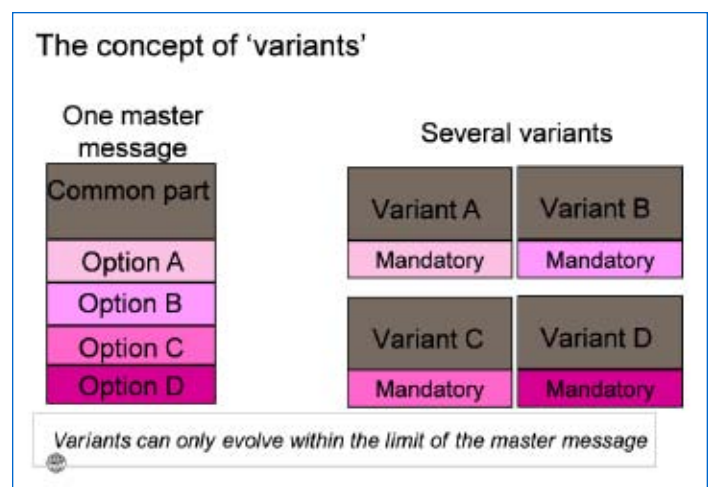 The concept of ‘variants’
One master
message
Common part
Option A
Option B
Option C
Option D
Several variants
Variant A
Mandatory
Variant B
Mandatory
Variant C
Mandatory
Variant D
Mandatory
Variants can only evolve within the limit of the master message